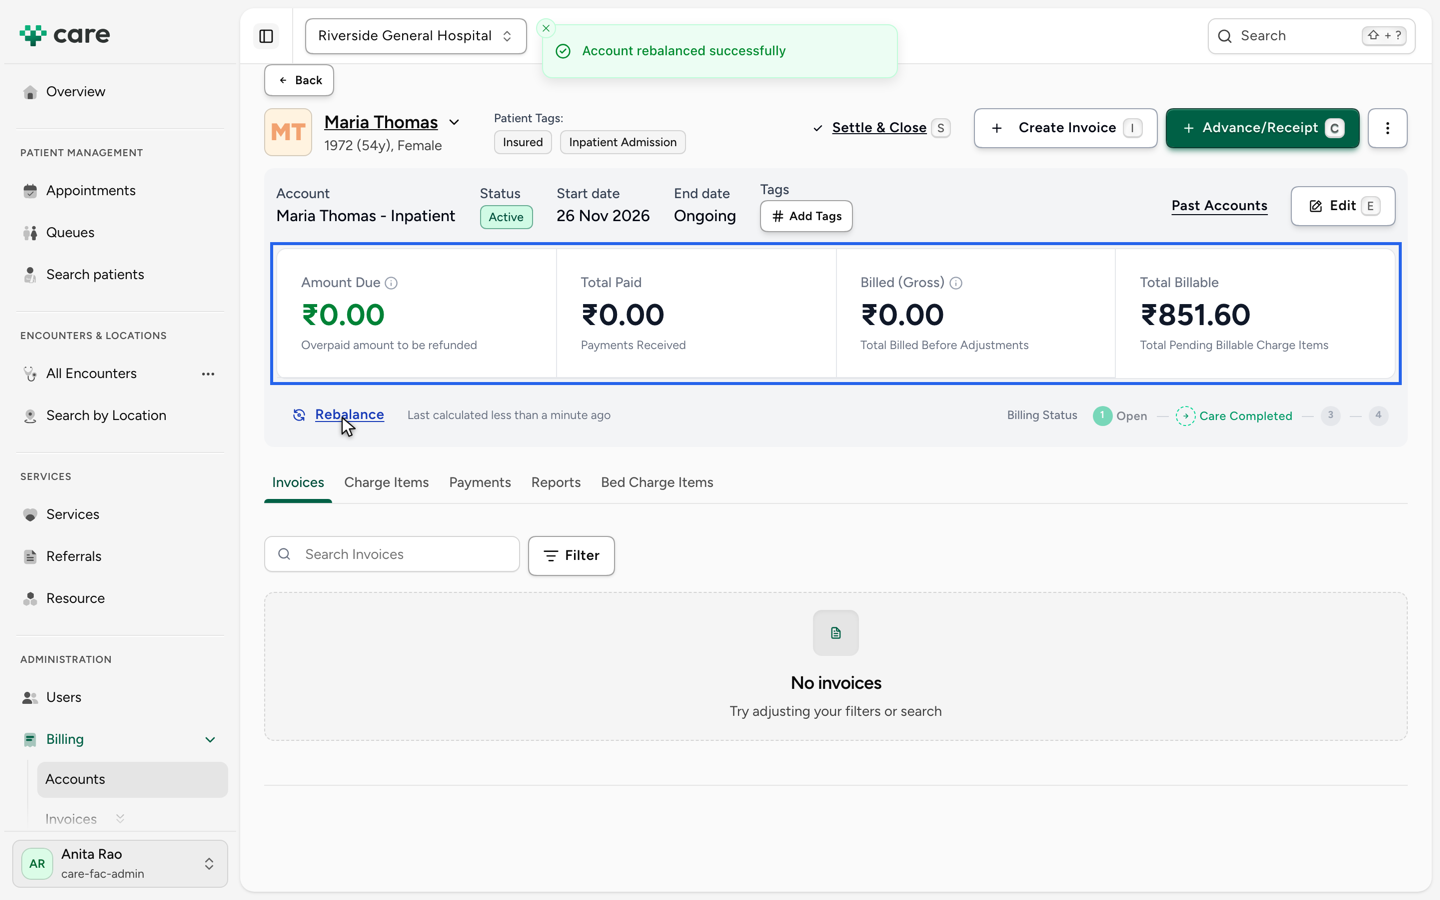 care
Riverside General Hospital
Account rebalanced successfully
Search
⇧ + ?
Overview
PATIENT MANAGEMENT
Appointments
Queues
Search patients
ENCOUNTERS & LOCATIONS
All Encounters
Search by Location
SERVICES
Services
Referrals
Resource
ADMINISTRATION
Users
Billing
Accounts
Invoices
AR
Anita Rao
care-fac-admin
Back
MT
Maria Thomas
1972 (54y), Female
Patient Tags:
Insured
Inpatient Admission
Settle & Close S
+ Create Invoice I
+ Advance/Receipt C
Account
Maria Thomas - Inpatient
Status
Active
Start date
26 Nov 2026
End date
Ongoing
Tags
# Add Tags
Past Accounts
Edit E
Amount Due
₹0.00
Overpaid amount to be refunded
Total Paid
₹0.00
Payments Received
Billed (Gross)
₹0.00
Total Billed Before Adjustments
Total Billable
₹851.60
Total Pending Billable Charge Items
Rebalance
Last calculated less than a minute ago
Billing Status
1 Open
Care Completed
3
4
Invoices
Charge Items
Payments
Reports
Bed Charge Items
Search Invoices
Filter
No invoices
Try adjusting your filters or search